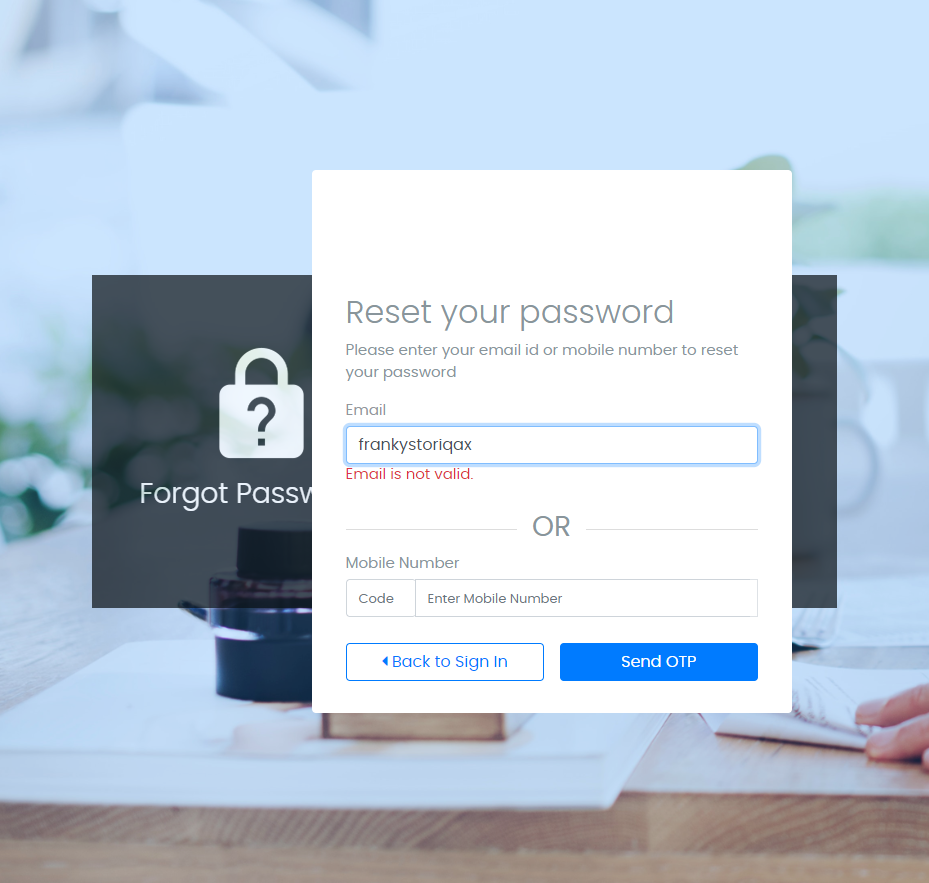 Reset your password
Please enter your email id or mobile number to reset
your password
Email
frankystoriqax
Email is not valid.
Forgot Passw
OR
Mobile Number
Code
Enter Mobile Number
Back to Sign In
Send OTP